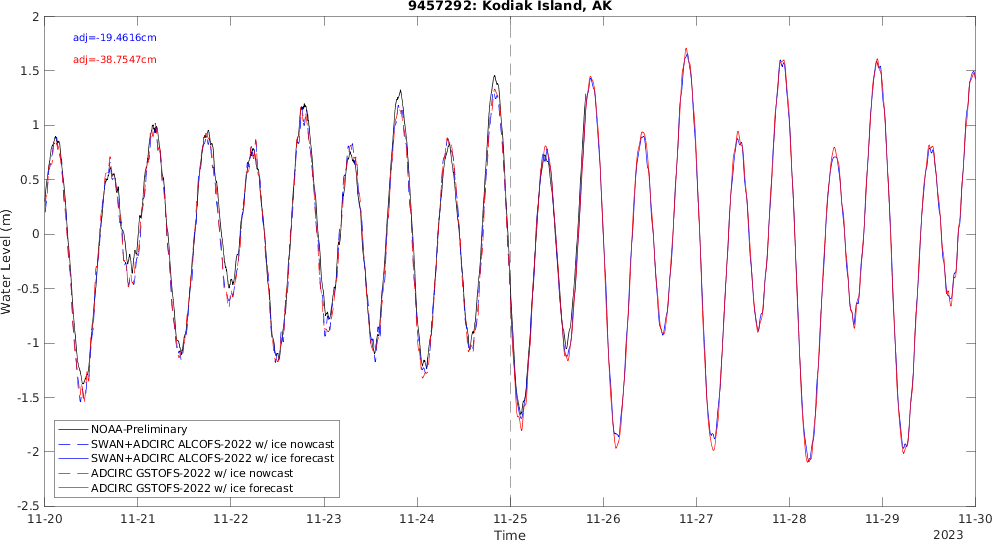 9457292: Kodiak Island, AK
2
adj=-19.4616cm
adj=-38.7547cm
1.5
1
0.5
0
-0.5
-1
-1.5
-2
-2.5
Water Level (m)
NOAA-Preliminary
SWAN+ADCIRC ALCOFS-2022 w/ ice nowcast
SWAN+ADCIRC ALCOFS-2022 w/ ice forecast
ADCIRC GSTOFS-2022 w/ ice nowcast
ADCIRC GSTOFS-2022 w/ ice forecast
11-20 11-21 11-22 11-23 11-24 11-25 11-26 11-27 11-28 11-29 11-30
Time
2023